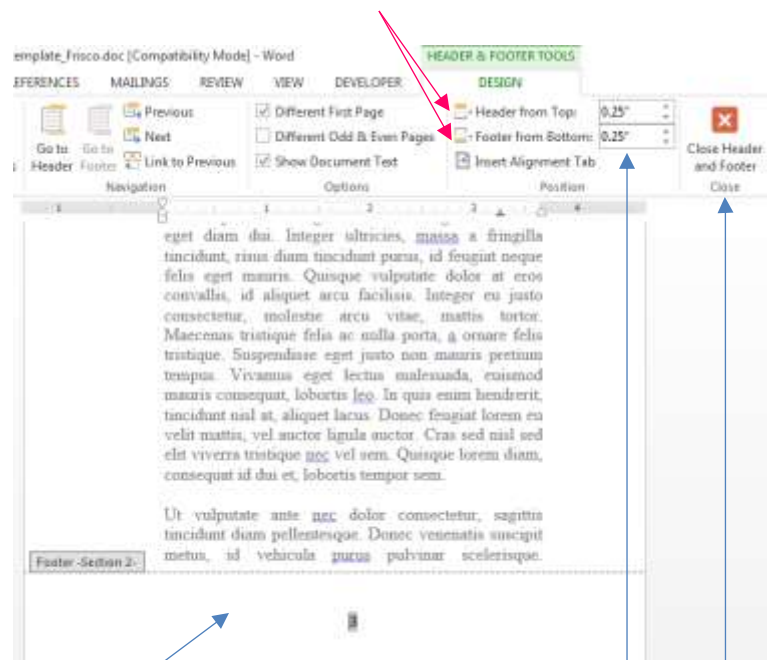 emplate_Frisco.doc [Compatibility Mode] - Word
HEADER & FOOTER TOOLS
EFERENCES MAILINGS REVIEW VIEW DEVELOPER DESIGN
Previous Different First Page Header from Top: 0.25"
Go to Header Go to Footer Next Different Odd & Even Pages Footer from Bottom: 0.25" Close Header and Footer
s Link to Previous Show Document Text Insert Alignment Tab
Navigation Options Position Close
1 1 2 3 4
eget diam dui. Integer ultricies, massa a fringilla
tincidunt, risus diam tincidunt purus, id feugiat neque
felis eget mauris. Quisque vulputate dolor at eros
convallis, id aliquet arcu facilisis. Integer eu justo
consectetur, molestie arcu vitae, mattis tortor.
Maecenas tristique felis ac nulla porta, a ornare felis
tristique. Suspendisse eget justo non mauris pretium
tempus. Vivamus eget lectus malesuada, euismod
mauris consequat, lobortis leo. In quis enim hendrerit,
tincidunt nisl at, aliquet lacus. Donec feugiat lorem eu
velit mattis, vel auctor ligula auctor. Cras sed nisl sed
elit viverra tristique nec vel sem. Quisque lorem diam,
consequat id dui et, lobortis tempor sem.
Ut vulputate ante nec dolor consectetur, sagittis
tincidunt diam pellentesque. Donec venenatis suscipit
metus, id vehicula purus pulvinar scelerisque.
Footer -Section 2-
3